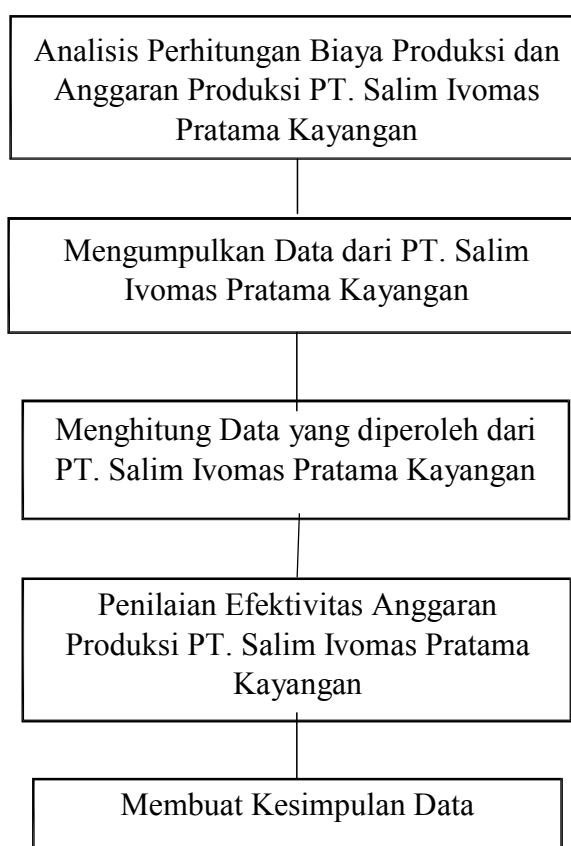 Analisis Perhitungan Biaya Produksi dan
Anggaran Produksi PT. Salim Ivomas
Pratama Kayangan
Mengumpulkan Data dari PT. Salim
Ivomas Pratama Kayangan
Menghitung Data yang diperoleh dari
PT. Salim Ivomas Pratama Kayangan
Penilaian Efektivitas Anggaran
Produksi PT. Salim Ivomas Pratama
Kayangan
Membuat Kesimpulan Data